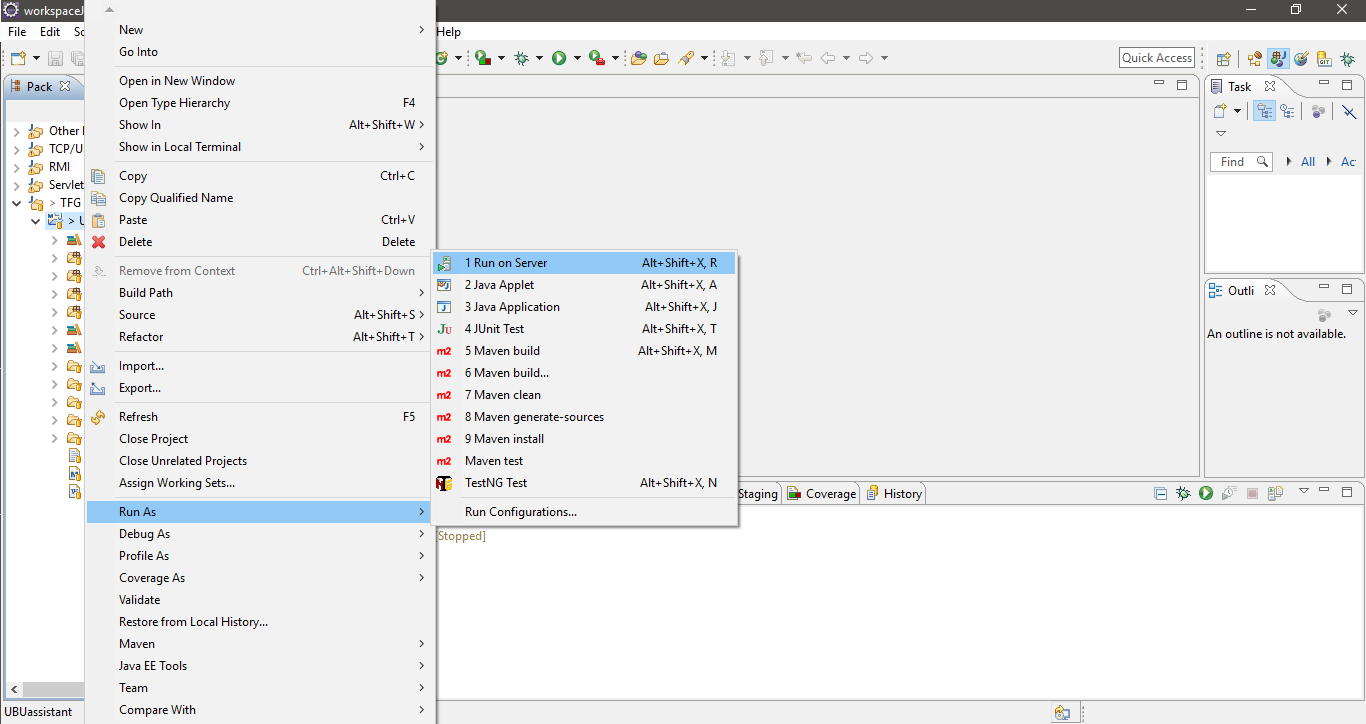 workspaceJ
File Edit So Help
Quick Access
Pack
Other
TCP/U
RMI
Servlet
> TFG
> U
New
Go Into
Open in New Window
Open Type Hierarchy F4
Show In Alt+Shift+W
Show in Local Terminal
Copy Ctrl+C
Copy Qualified Name
Paste Ctrl+V
Delete Delete
Remove from Context Ctrl+Alt+Shift+Down
Build Path
Source Alt+Shift+S
Refactor Alt+Shift+T
Import...
Export...
Refresh F5
Close Project
Close Unrelated Projects
Assign Working Sets...
Run As
Debug As
Profile As
Coverage As
Validate
Restore from Local History...
Maven
Java EE Tools
Team
Compare With
1 Run on Server Alt+Shift+X, R
2 Java Applet Alt+Shift+X, A
3 Java Application Alt+Shift+X, J
4 JUnit Test Alt+Shift+X, T
5 Maven build Alt+Shift+X, M
6 Maven build...
7 Maven clean
8 Maven generate-sources
9 Maven install
Maven test
TestNG Test Alt+Shift+X, N
Run Configurations...
Task
Find All Ac
Outli
An outline is not available.
Staging Coverage History
[Stopped]
UBUassistant